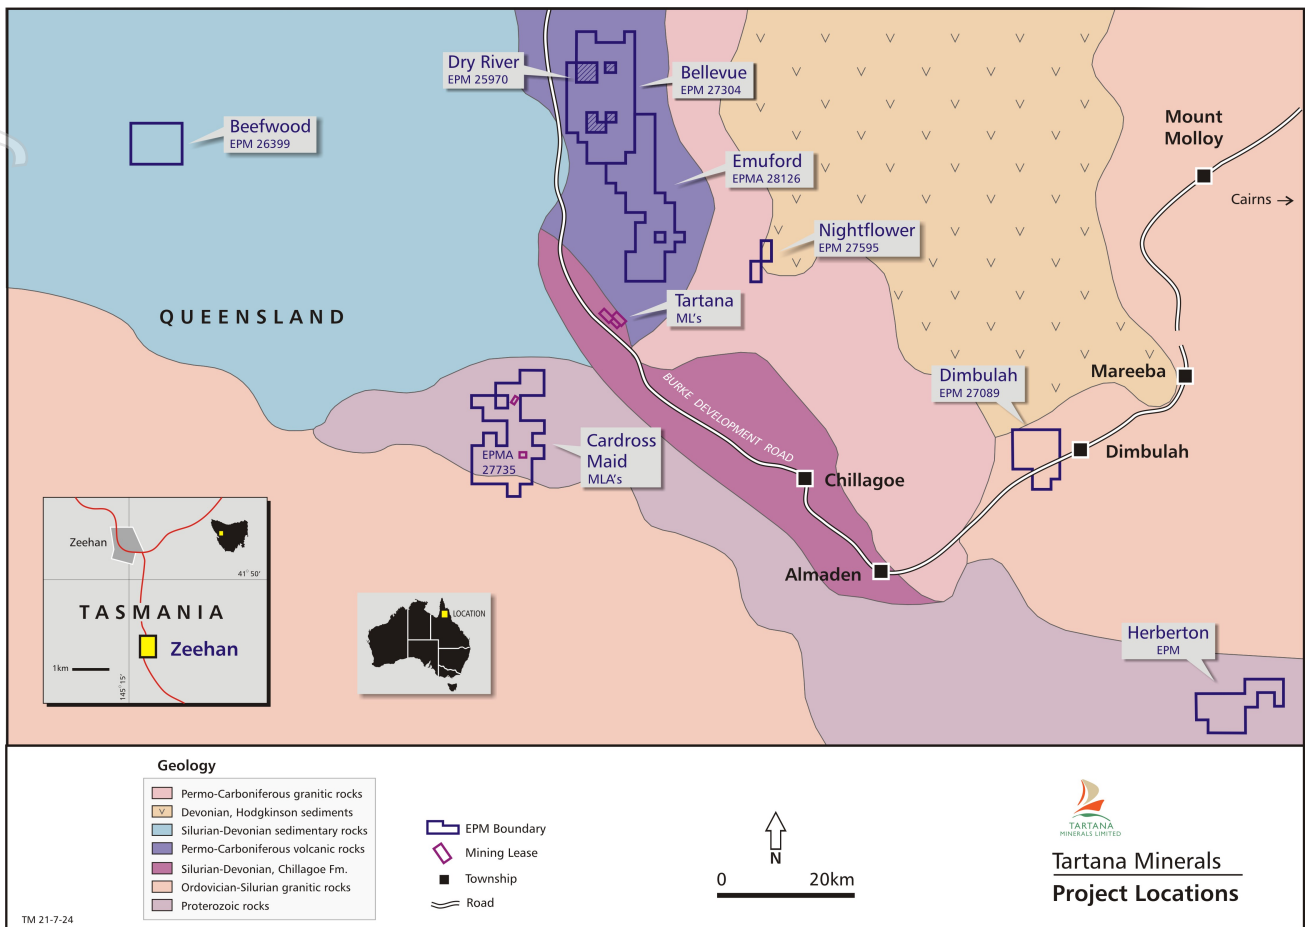 Dry River
EPM 25970
Bellevue
EPM 27304
Beefwood
EPM 26399
Mount
Molloy
Emuford
EPMA 28126
Cairns →
Nightflower
EPM 27595
QUEENSLAND
Tartana
ML's
Mareeba
Dimbulah
EPM 27089
BURKE DEVELOPMENT ROAD
Cardross
Maid
MLA's
EPMA
27735
Dimbulah
Chillagoe
Almaden
Zeehan
41° 50'
TASMANIA
Zeehan
1km
145° 15'
LOCATION
Herberton
EPM
Geology
Permo-Carboniferous granitic rocks
Devonian, Hodgkinson sediments
Silurian-Devonian sedimentary rocks
Permo-Carboniferous volcanic rocks
Silurian-Devonian, Chillagoe Fm.
Ordovician-Silurian granitic rocks
Proterozoic rocks
EPM Boundary
Mining Lease
Township
Road
N
0 20km
TARTANA
MINERALS LIMITED
Tartana Minerals
Project Locations
TM 21-7-24